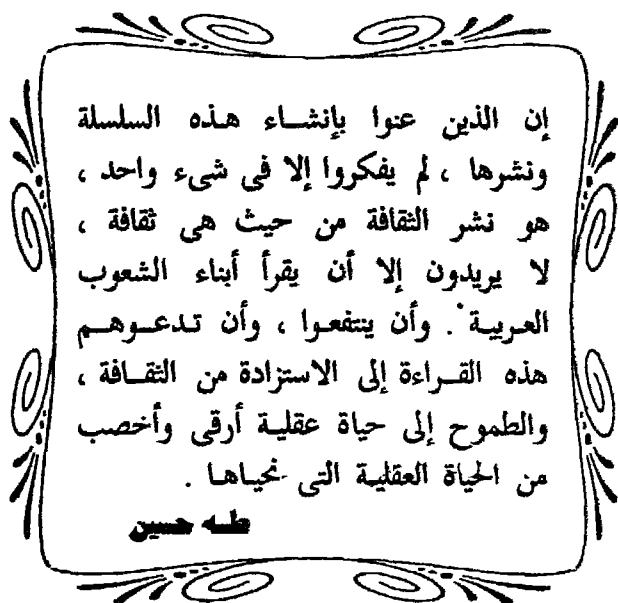 إن الذين عنوا بإنشاء هذه السلسلة
ونشرها ، لم يفكروا إلا فى شىء واحد ،
هو نشر الثقافة من حيث هى ثقافة ،
لا يريدون إلا أن يقرأ أبناء الشعوب
العربية . وأن ينتفعوا ، وأن تدعوهم
هذه القراءة إلى الاستزادة من الثقافة ،
والطموح إلى حياة عقلية أرقى وأخصب
من الحياة العقلية التى نحياها .
طه حسين